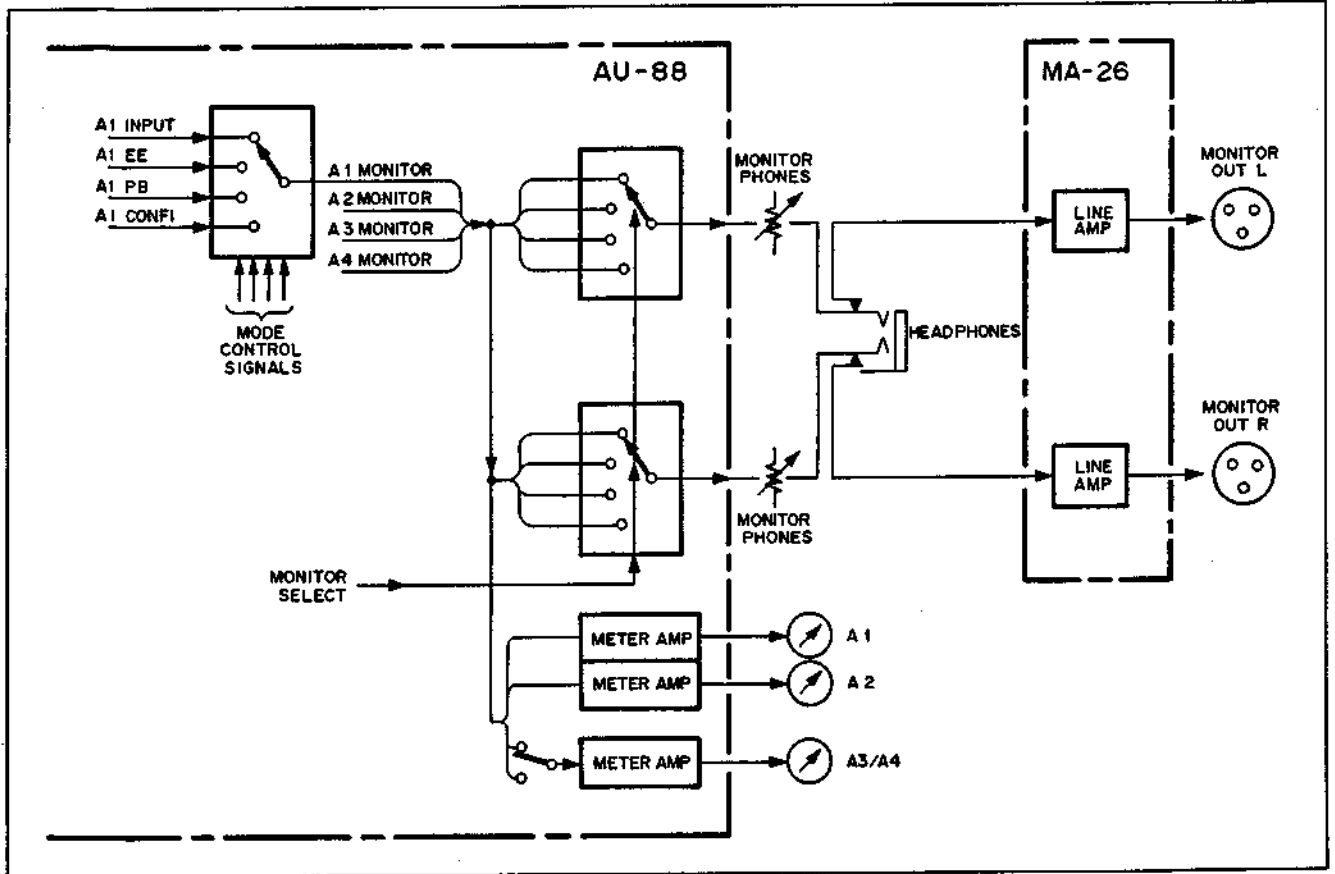 AU-88
MA-26
A1 INPUT
A1 EE
A1 PB
A1 CONFI
MODE
CONTROL
SIGNALS
A1 MONITOR
A2 MONITOR
A3 MONITOR
A4 MONITOR
MONITOR
PHONES
HEADPHONES
LINE
AMP
MONITOR
OUT L
MONITOR
PHONES
LINE
AMP
MONITOR
OUT R
MONITOR
SELECT
METER AMP
A1
METER AMP
A2
METER AMP
A3/A4